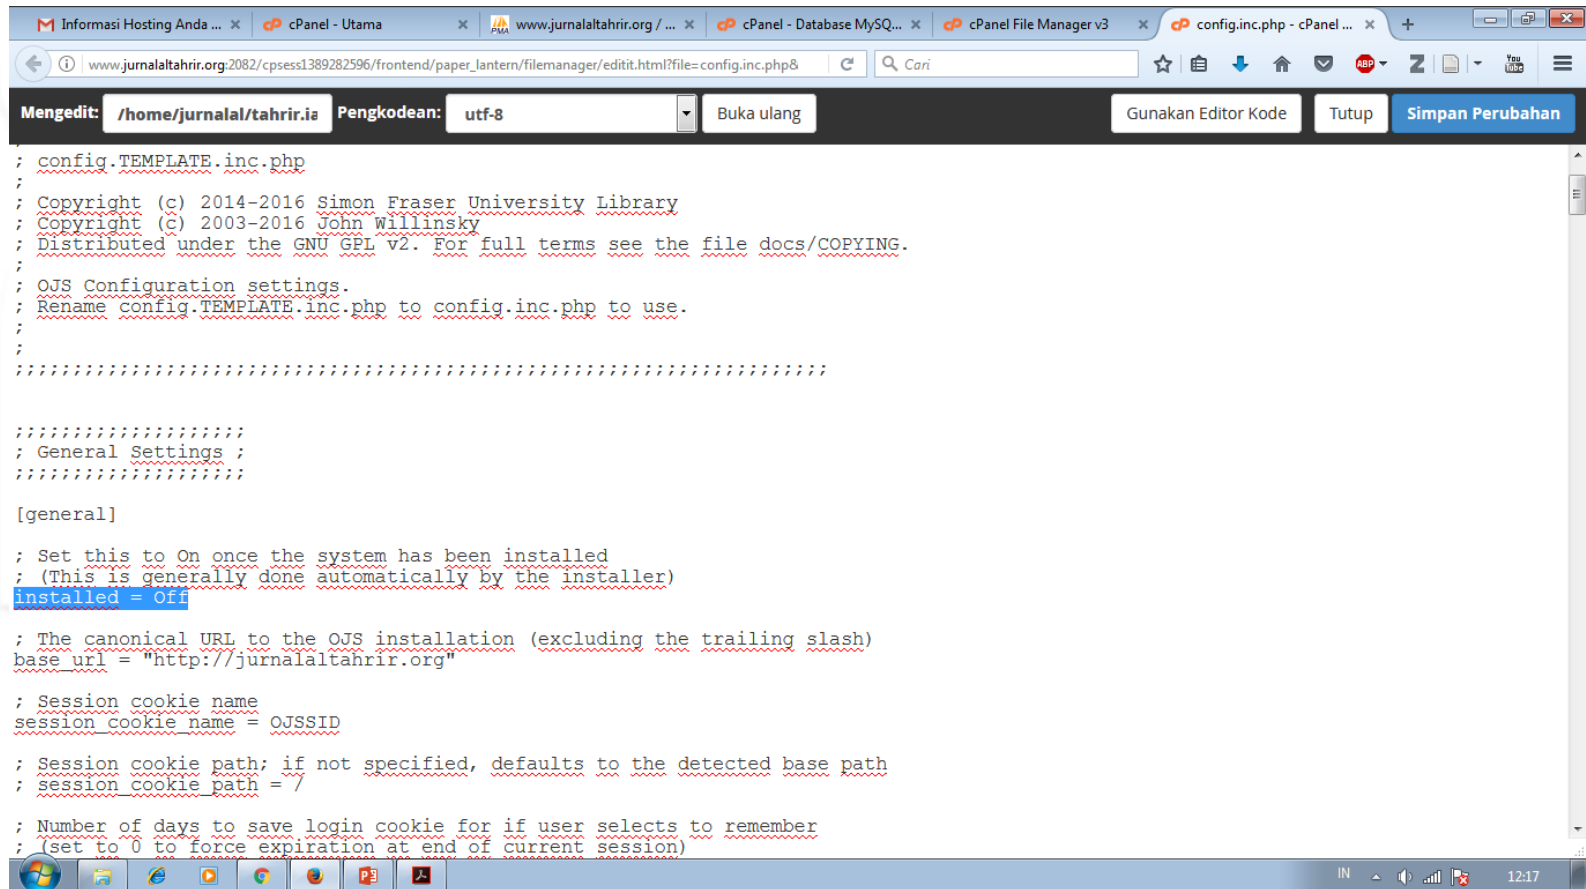 Informasi Hosting Anda ...
cPanel - Utama
www.jurnalaltahrir.org / ...
cPanel - Database MySQ...
cPanel File Manager v3
config.inc.php - cPanel ...
www.jurnalaltahrir.org:2082/cpsess1389282596/frontend/paper_lantern/filemanager/editit.html?file=config.inc.php&
Cari
ABP
You Tube
Mengedit: /home/jurnalal/tahrir.ia Pengkodean: utf-8 Buka ulang Gunakan Editor Kode Tutup Simpan Perubahan
;
; config.TEMPLATE.inc.php
;
; Copyright (c) 2014-2016 Simon Fraser University Library
; Copyright (c) 2003-2016 John Willinsky
; Distributed under the GNU GPL v2. For full terms see the file docs/COPYING.
;
; OJS Configuration settings.
; Rename config.TEMPLATE.inc.php to config.inc.php to use.
;
;
;;;;;;;;;;;;;;;;;;;;;;;;;;;;;;;;;;;;;;;;;;;;;;;;;;;;;;;;;;;;;;;;;;;;;;
;;;;;;;;;;;;;;;;;;;;
; General Settings ;
;;;;;;;;;;;;;;;;;;;;
[general]
; Set this to On once the system has been installed
; (This is generally done automatically by the installer)
installed = Off
; The canonical URL to the OJS installation (excluding the trailing slash)
base_url = "http://jurnalaltahrir.org"
; Session cookie name
session_cookie_name = OJSSID
; Session cookie path; if not specified, defaults to the detected base path
; session_cookie_path = /
; Number of days to save login cookie for if user selects to remember
; (set to 0 to force expiration at end of current session)
IN
12:17